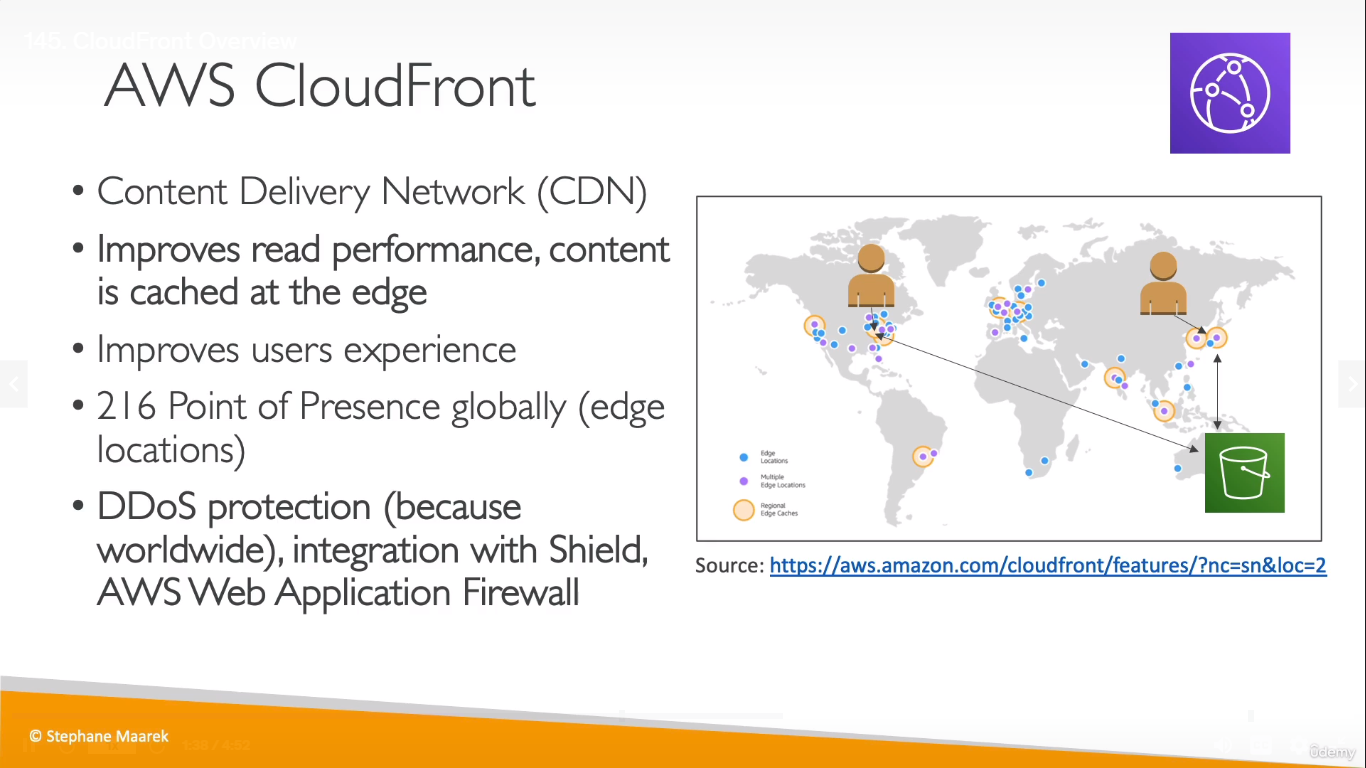 145. CloudFront Overview
AWS CloudFront
• Content Delivery Network (CDN)
• Improves read performance, content
is cached at the edge
• Improves users experience
• 216 Point of Presence globally (edge
locations)
• DDoS protection (because
worldwide), integration with Shield,
AWS Web Application Firewall
Edge
Locations
Multiple
Edge Locations
Regional
Edge Caches
Source: https://aws.amazon.com/cloudfront/features/?nc=sn&loc=2
© Stephane Maarek
1:38 / 4:52
ûdemy